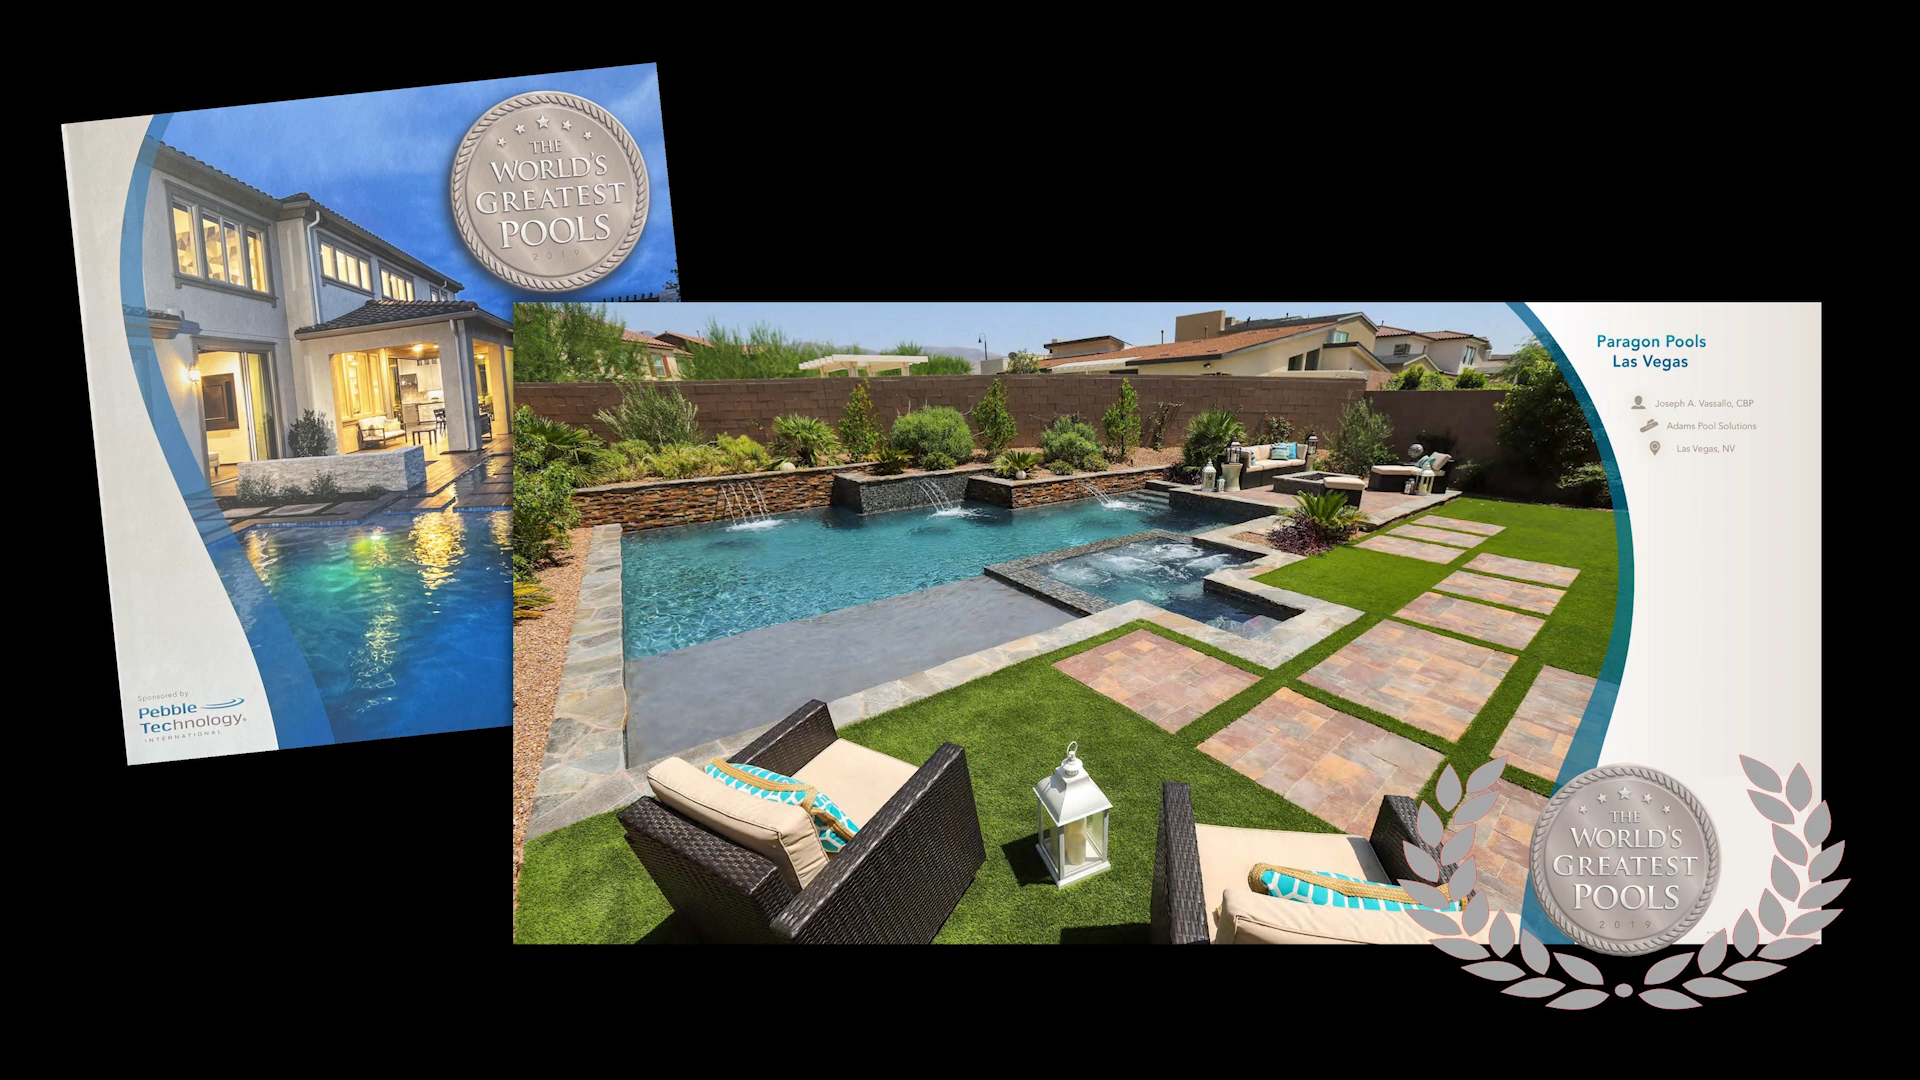 THE
WORLD'S
GREATEST
POOLS
2019
Sponsored by
Pebble
Technology®
INTERNATIONAL
Paragon Pools
Las Vegas
Joseph A. Vassallo, CBP
Adams Pool Solutions
Las Vegas, NV
THE
WORLD'S
GREATEST
POOLS
2019